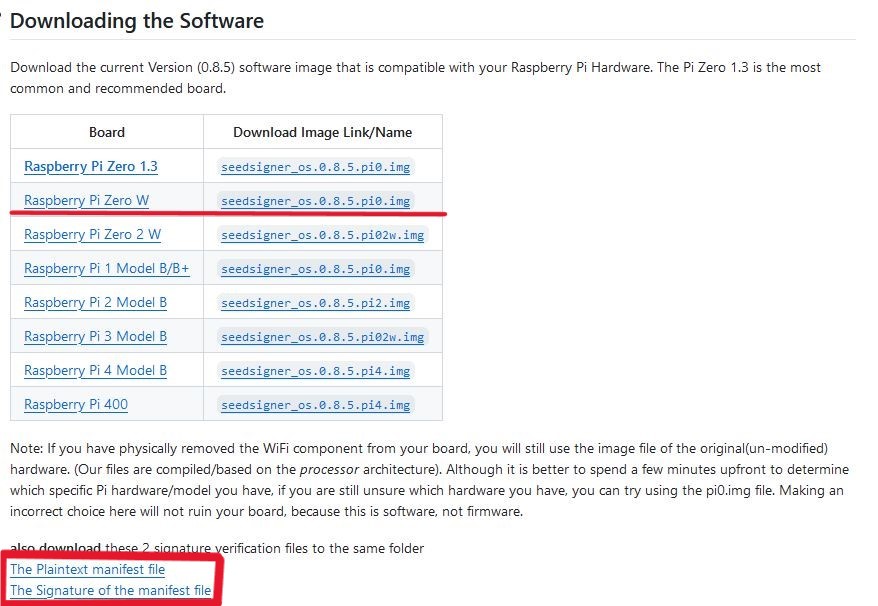 Downloading the Software
Download the current Version (0.8.5) software image that is compatible with your Raspberry Pi Hardware. The Pi Zero 1.3 is the most
common and recommended board.
Board Download Image Link/Name
Raspberry Pi Zero 1.3 seedsigner_os.0.8.5.pi0.img
Raspberry Pi Zero W seedsigner_os.0.8.5.pi0.img
Raspberry Pi Zero 2 W seedsigner_os.0.8.5.pi02w.img
Raspberry Pi 1 Model B/B+ seedsigner_os.0.8.5.pi0.img
Raspberry Pi 2 Model B seedsigner_os.0.8.5.pi2.img
Raspberry Pi 3 Model B seedsigner_os.0.8.5.pi02w.img
Raspberry Pi 4 Model B seedsigner_os.0.8.5.pi4.img
Raspberry Pi 400 seedsigner_os.0.8.5.pi4.img
Note: If you have physically removed the WiFi component from your board, you will still use the image file of the original(un-modified)
hardware. (Our files are compiled/based on the processor architecture). Although it is better to spend a few minutes upfront to determine
which specific Pi hardware/model you have, if you are still unsure which hardware you have, you can try using the pi0.img file. Making an
incorrect choice here will not ruin your board, because this is software, not firmware.
also download these 2 signature verification files to the same folder
The Plaintext manifest file
The Signature of the manifest file